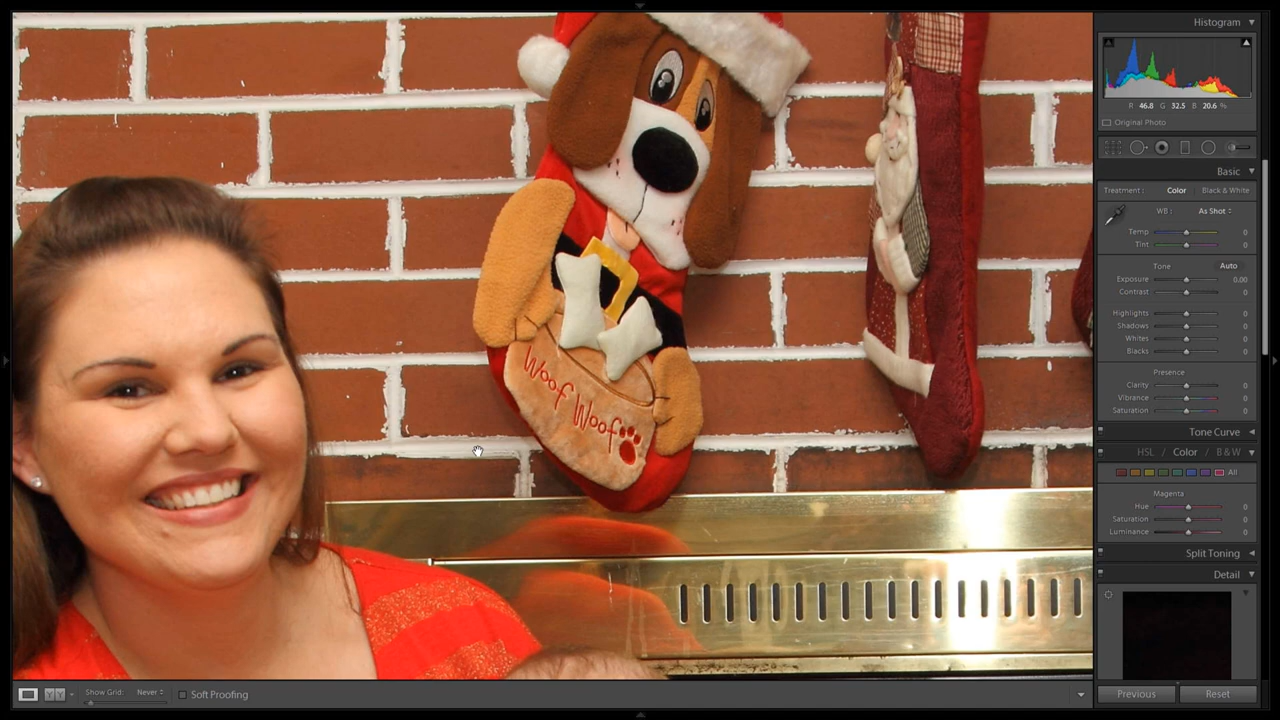 Histogram
R 46.8 G 32.5 B 20.6 %
Original Photo
Basic
Treatment : Color Black & White
WB : As Shot
Temp 0
Tint 0
Tone Auto
Exposure 0.00
Contrast 0
Highlights 0
Shadows 0
Whites 0
Blacks 0
Presence
Clarity 0
Vibrance 0
Saturation 0
Tone Curve
HSL / Color / B & W
All
Magenta
Hue 0
Saturation 0
Luminance 0
Split Toning
Detail
Previous Reset
Woof Woof
Y Y Show Grid: Never Soft Proofing